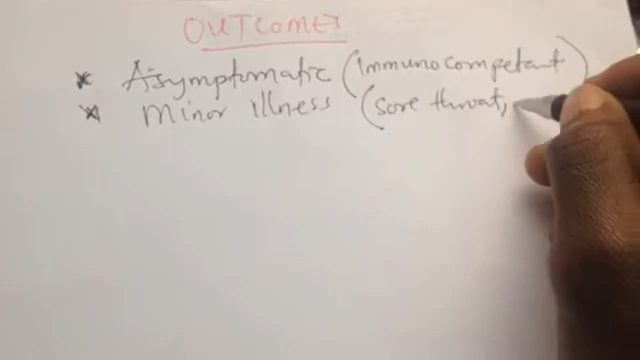 OUTCOMES
* Asymptomatic (Immunocompetent)
* Minor illness (Sore throat,